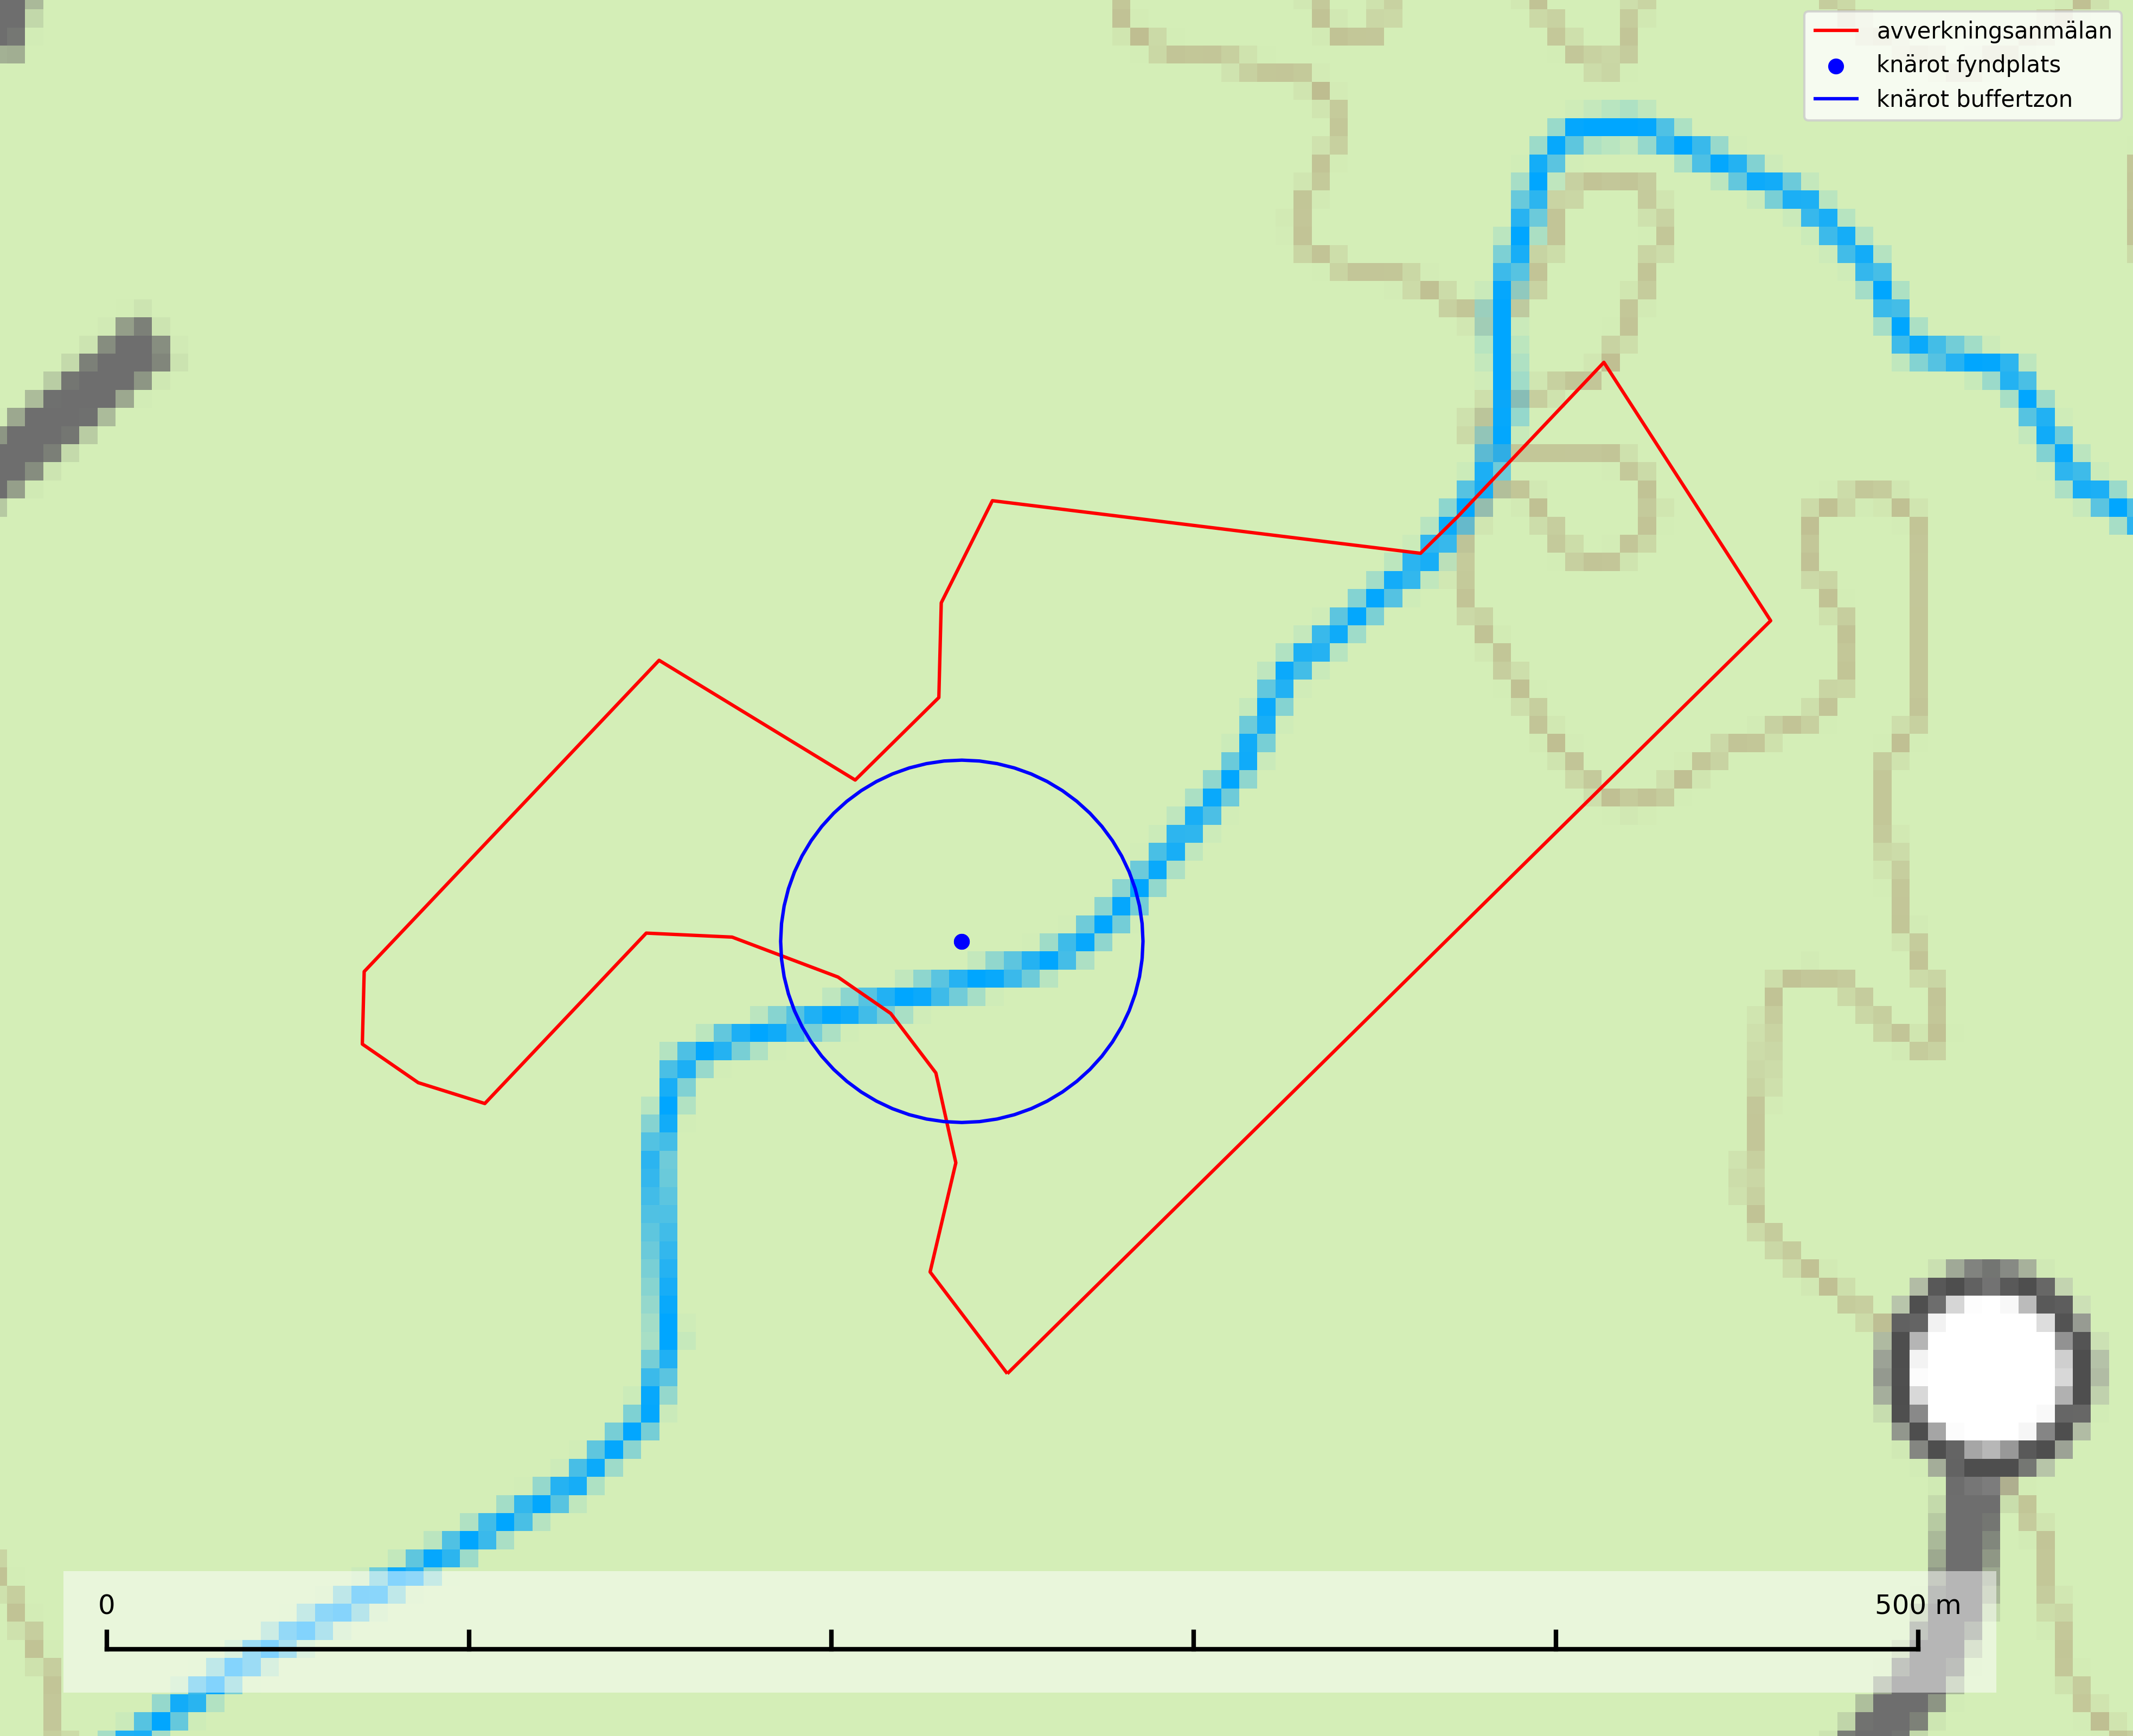 avverkningsanmälan
knärot fyndplats
knärot buffertzon
0
500 m